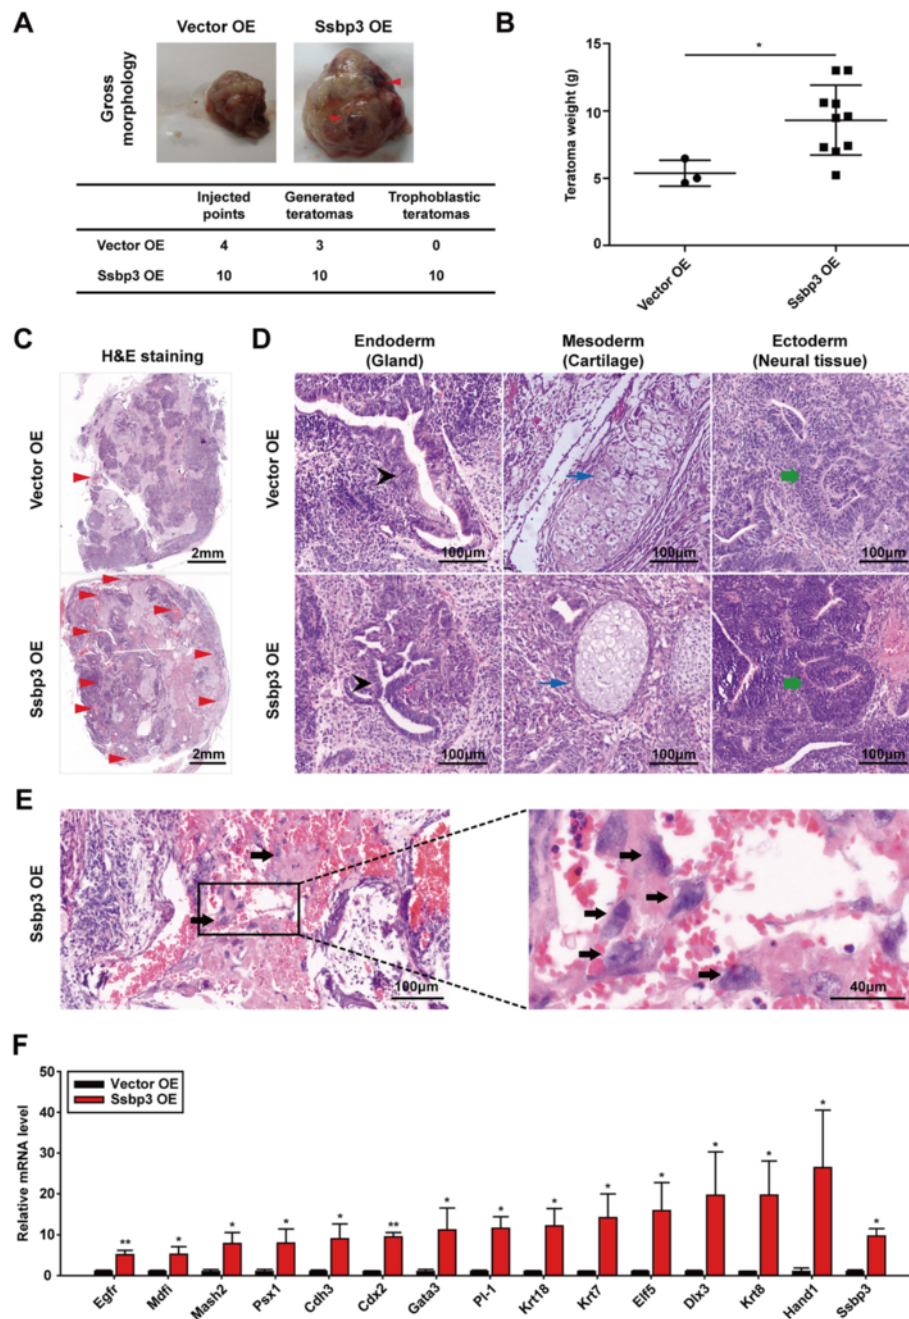 A
Vector OE
Ssbp3 OE
Gross
morphology
Injected points
Generated teratomas
Trophoblastic teratomas
Vector OE 4 3 0
Ssbp3 OE 10 10 10
B
*
Teratoma weight (g)
15
10
5
0
Vector OE
Ssbp3 OE
C
H&E staining
Vector OE
2mm
Ssbp3 OE
2mm
D
Endoderm
(Gland)
Mesoderm
(Cartilage)
Ectoderm
(Neural tissue)
Vector OE
100μm
100μm
100μm
Ssbp3 OE
100μm
100μm
100μm
E
Ssbp3 OE
100μm
40μm
F
Relative mRNA level
50
40
30
20
10
0
Vector OE
Ssbp3 OE
** * * * * ** * * * * * * * * *
Egfr
Mdfi
Mash2
Psx1
Cdh3
Cdx2
Gata3
Pl-1
Krt18
Krt7
Elf5
Dlx3
Krt8
Hand1
Ssbp3